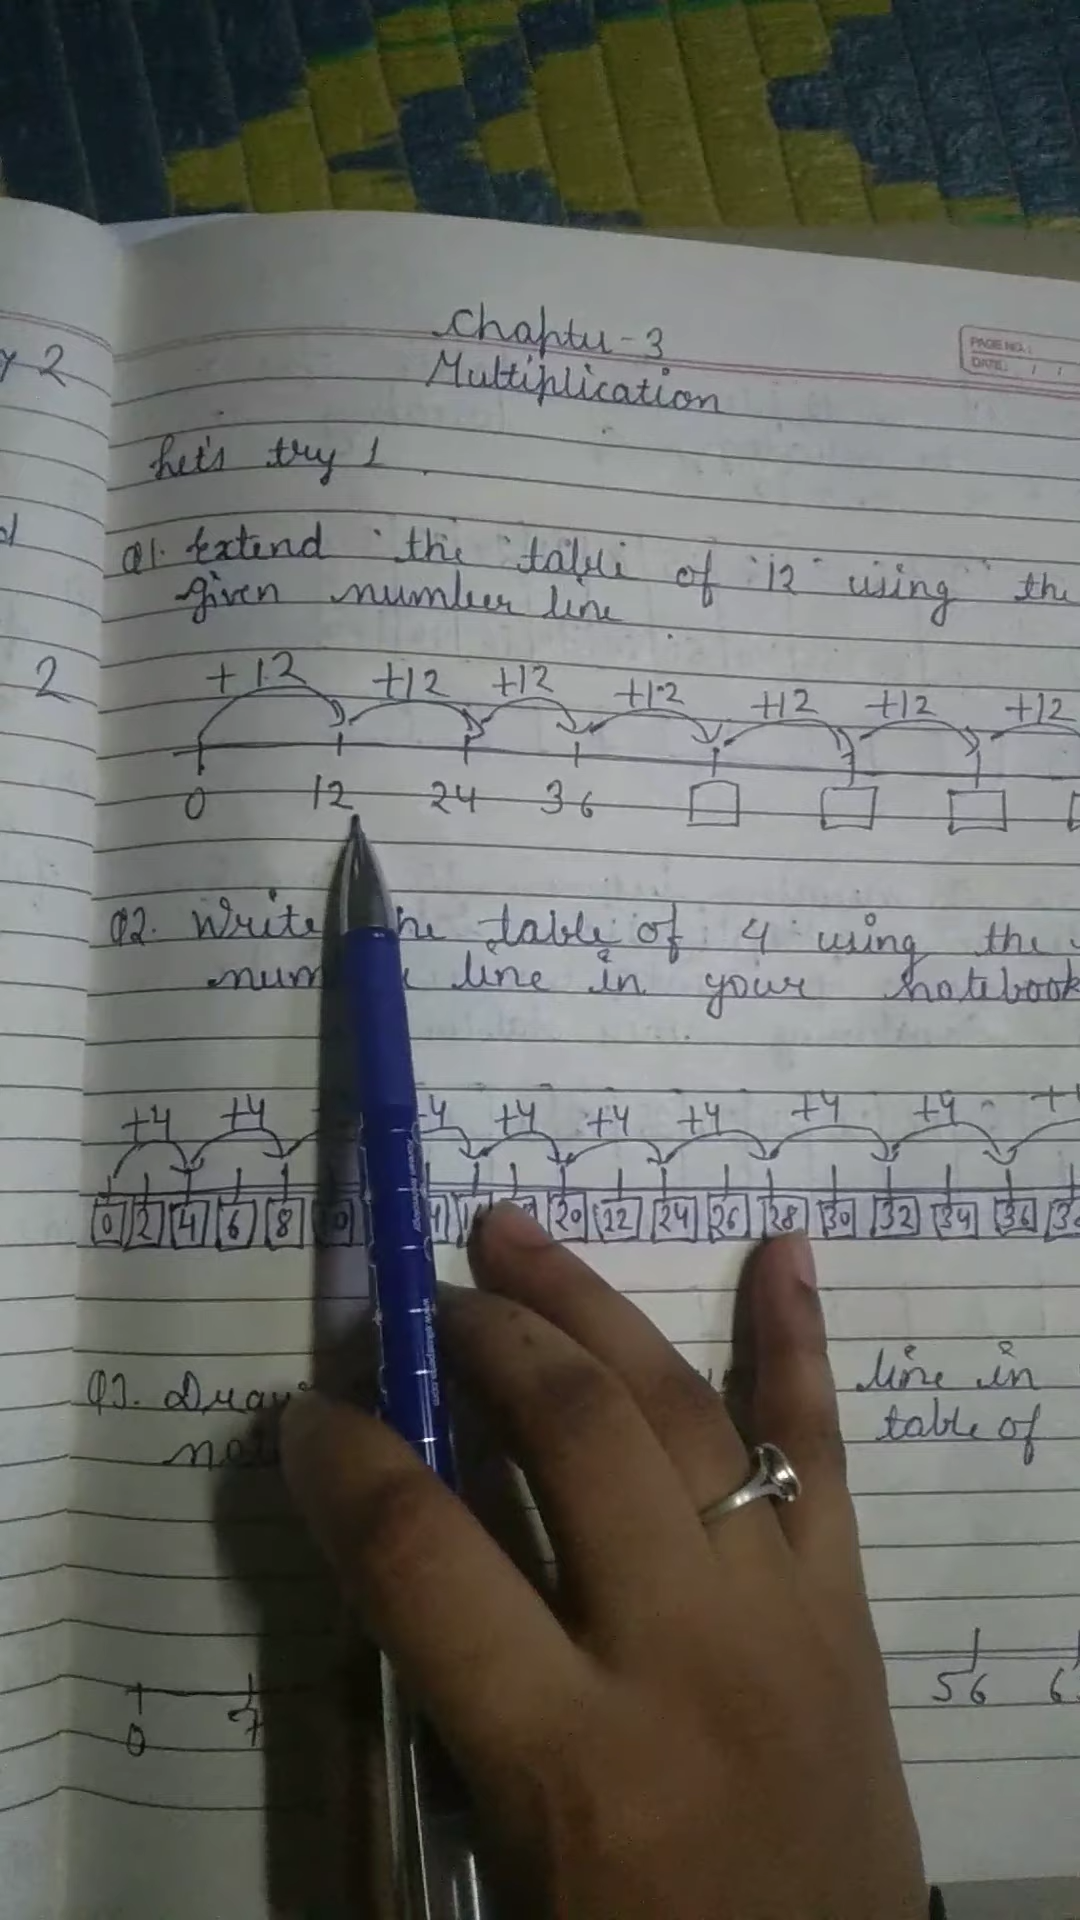 y 2
Chapter-3
Multiplication
PAGE NO.:
DATE: / /
Let's try 1
Q1. Extend the table of 12 using the
given number line
2
+12 +12 +12 +12 +12 +12 +12
0 12 24 36
Q2. Write the table of 4 using the
line in your notebook
+4 +4 +4 +4 +4 +4 +4 +4
0 2 4 6 8 20 22 24 26 28 30 32 34 36
Q3. Draw line in
table of
56
0 7